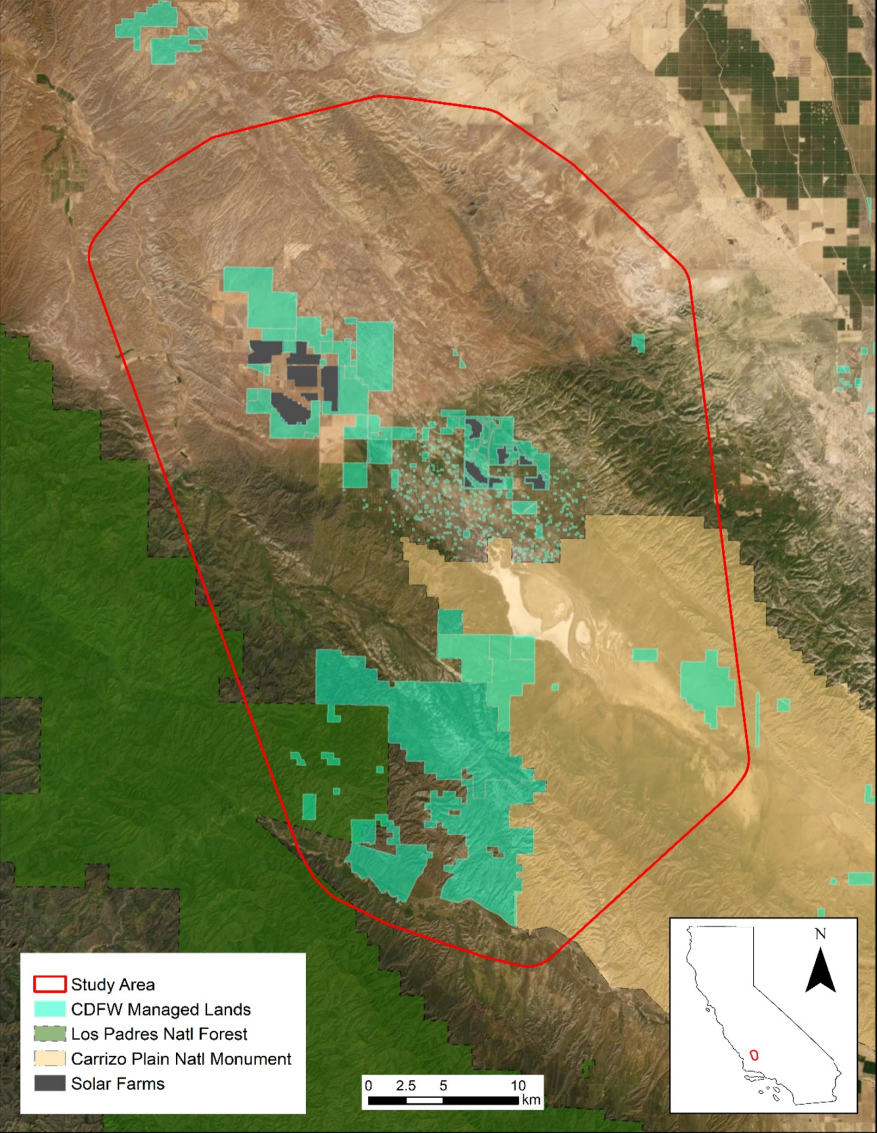 Study Area
CDFW Managed Lands
Los Padres Natl Forest
Carrizo Plain Natl Monument
Solar Farms
0 2.5 5 10
km
N